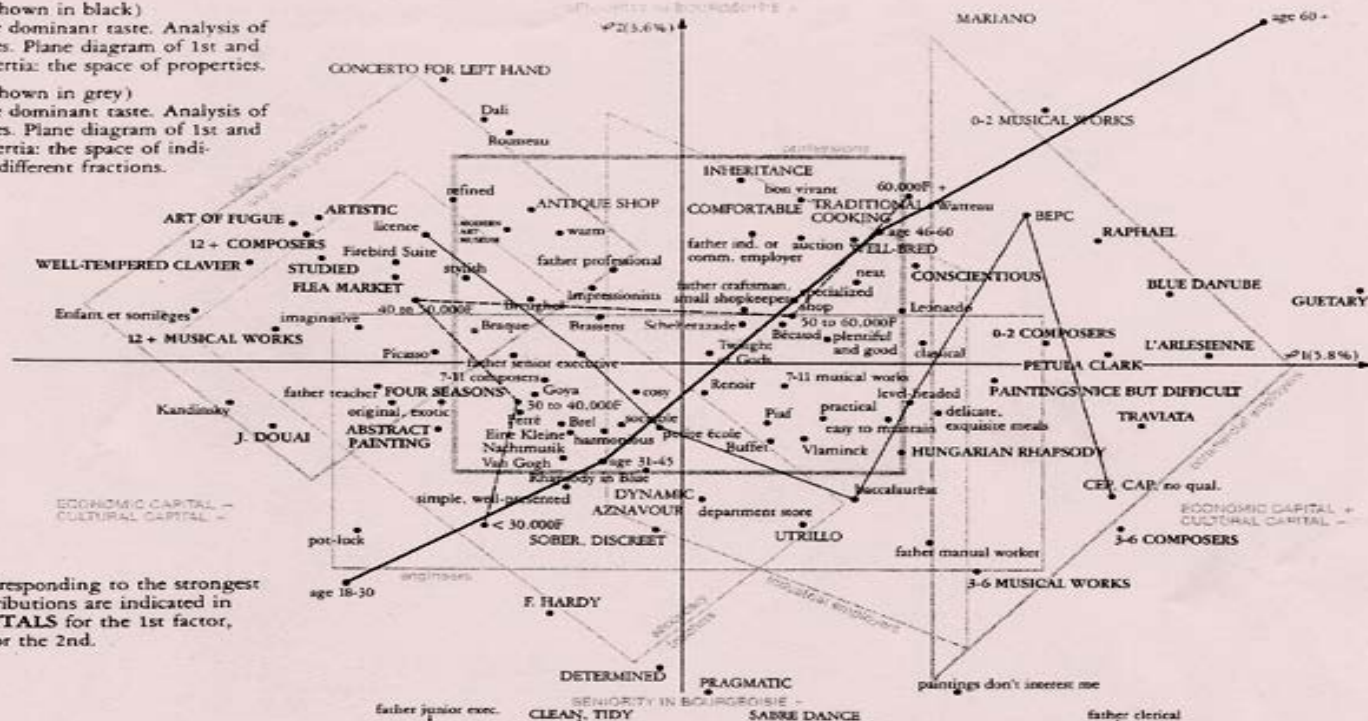 hown in black)
dominant taste. Analysis of
s. Plane diagram of 1st and
ertia: the space of properties.
hown in grey)
dominant taste. Analysis of
es. Plane diagram of 1st and
ertia: the space of indi-
different fractions.
2(3.6%)
MARIANO
age 60 +
CONCERTO FOR LEFT HAND
Dali
Rousseau
0-2 MUSICAL WORKS
INHERITANCE
refined
bon vivant
60.000F +
ANTIQUE SHOP
COMFORTABLE
TRADITIONAL
COOKING
Watteau
BEPC
ART OF FUGUE
ARTISTIC
licence
MODERN
ART
MUSEUM
warm
father ind. or
comm. employer
auction
age 46-60
WELL-BRED
RAPHAEL
12 + COMPOSERS
Firebird Suite
WELL-TEMPERED CLAVIER
STUDIED
stylish
father professional
neat
CONSCIENTIOUS
FLEA MARKET
Impressionists
father craftsman,
small shopkeeper
specialized
shop
BLUE DANUBE
GUETARY
Enfant et sortilèges
imaginative
40 to 50.000F
Breughel
Braque
Brassens
Scheherazade
50 to 60.000F
Leonardo
12 + MUSICAL WORKS
Bécaud
plentiful
and good
classical
0-2 COMPOSERS
Picasso
father senior executive
Twilight
Gods
L'ARLESIENNE
1(5.8%)
PETULA CLARK
7-11 composers
father teacher
FOUR SEASONS
Goya
cosy
Renoir
7-11 musical works
level-headed
PAINTINGS NICE BUT DIFFICULT
Kandinsky
original, exotic
30 to 40.000F
Ferré
Brel
sociable
Piaf
practical
easy to maintain
delicate,
exquisite meals
TRAVIATA
J. DOUAI
ABSTRACT
PAINTING
Eine Kleine
Nachtmusik
harmonious
petite école
Buffet
Vlaminck
HUNGARIAN RHAPSODY
Van Gogh
age 31-45
Rhapsody in Blue
simple, well-presented
DYNAMIC
AZNAVOUR
department store
baccalauréat
CEP, CAP, no qual.
ECONOMIC CAPITAL –
CULTURAL CAPITAL –
ECONOMIC CAPITAL +
CULTURAL CAPITAL –
pot-luck
< 30.000F
SOBER, DISCREET
UTRILLO
father manual worker
3-6 COMPOSERS
engineers
3-6 MUSICAL WORKS
age 18-30
responding to the strongest
ributions are indicated in
TALS for the 1st factor,
or the 2nd.
F. HARDY
industrial employers
DETERMINED
PRAGMATIC
paintings don't interest me
SENIORITY IN BOURGEOISIE –
father junior exec.
CLEAN, TIDY
SABRE DANCE
father clerical